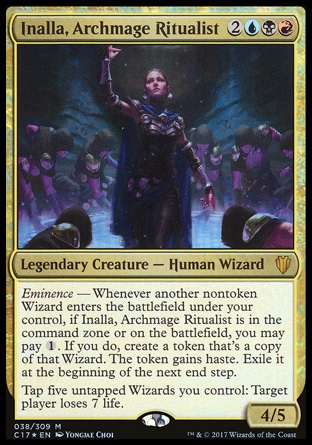 Inalla, Archmage Ritualist 2
Legendary Creature — Human Wizard
Eminence — Whenever another nontoken
Wizard enters the battlefield under your
control, if Inalla, Archmage Ritualist is in the
command zone or on the battlefield, you may
pay 1. If you do, create a token that's a copy
of that Wizard. The token gains haste. Exile it
at the beginning of the next end step.
Tap five untapped Wizards you control: Target
player loses 7 life.
4/5
038/309 M
C17 • EN Yongjae Choi
™ & © 2017 Wizards of the Coast